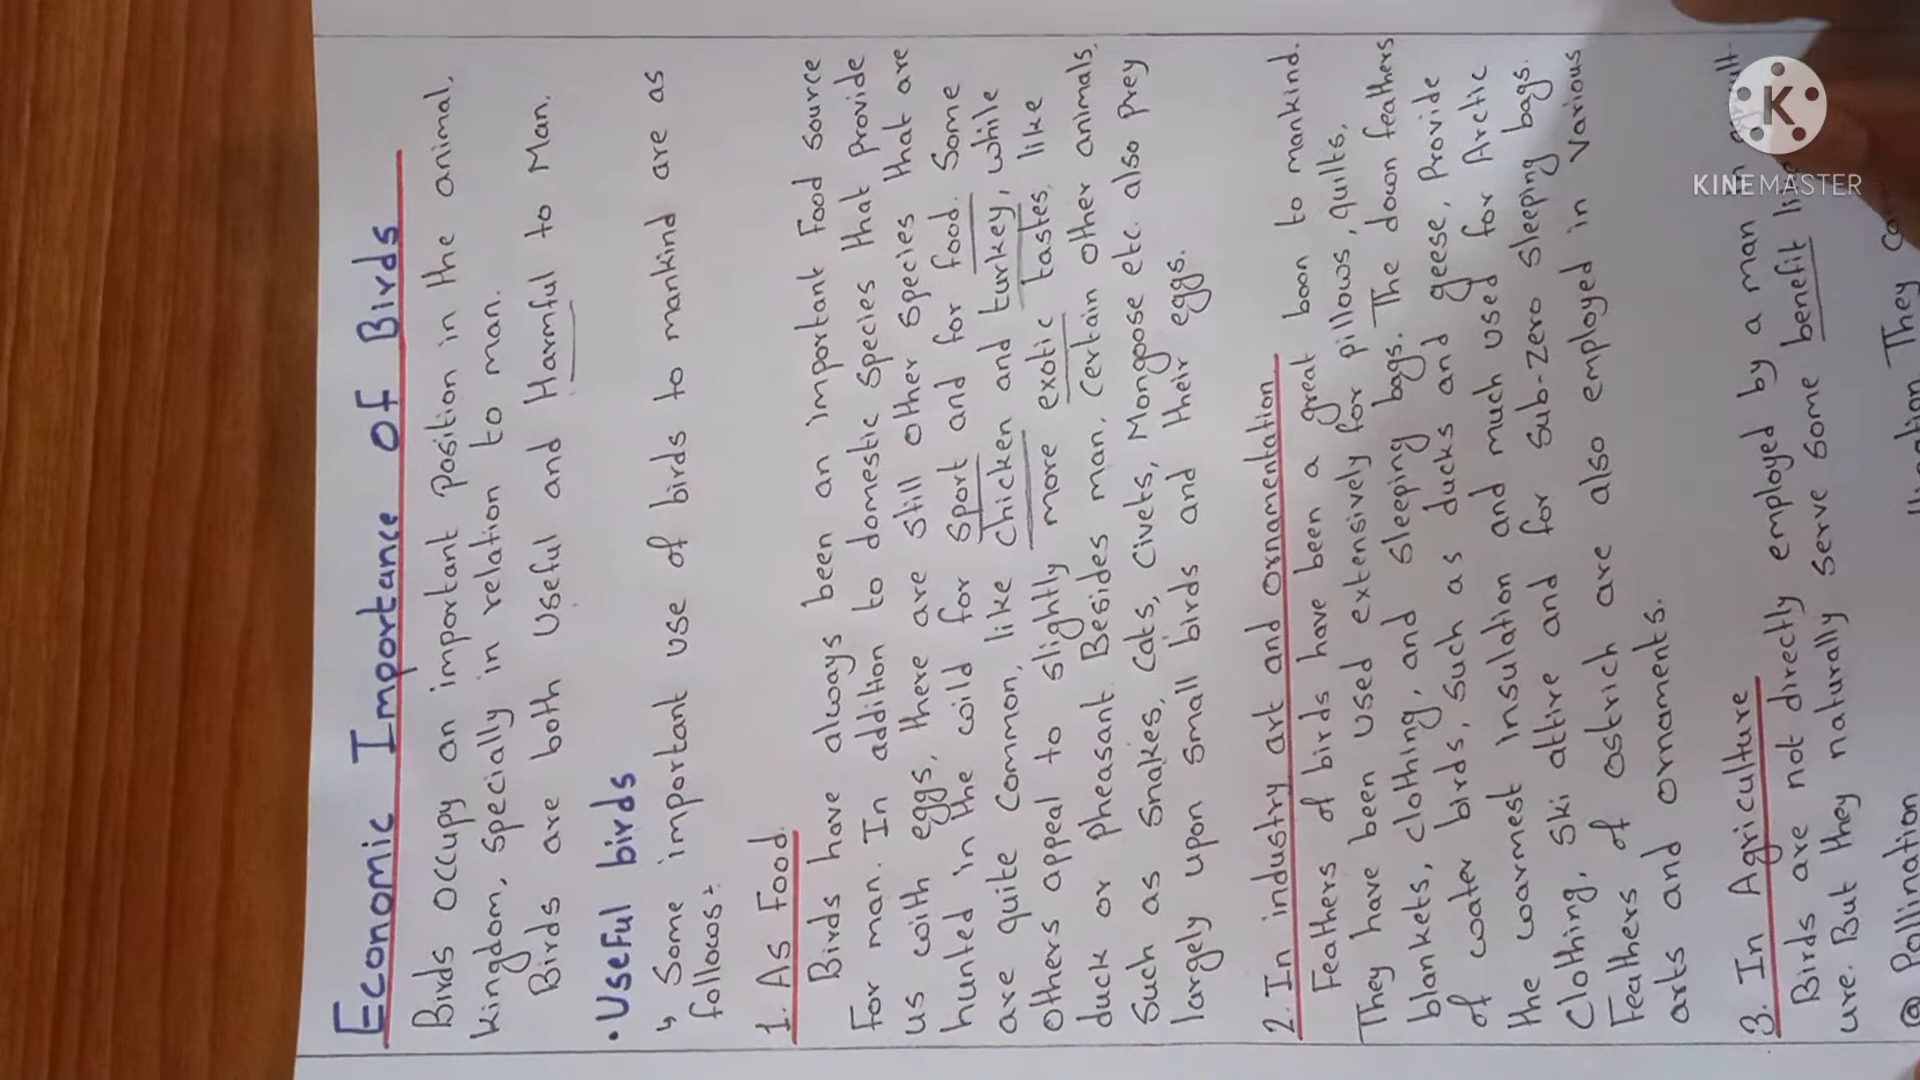 Economic Importance of Birds
Birds occupy an important position in the animal,
kingdom, specially in relation to man.
Birds are both useful and Harmful to Man.
• Useful birds
↳ Some important use of birds to mankind are as
follows:
1. As Food
Birds have always been an important Food source
For man. In addition to domestic species that provide
us with eggs, there are still other species that are
hunted in the wild for sport and for food. Some
are quite common, like chicken and turkey, while
others appeal to slightly more exotic tastes, like
duck or pheasant. Besides man, certain other animals,
such as snakes, cats, civets, Mongoose etc. also prey
largely upon small birds and their eggs.
2. In industry art and ornamentation
Feathers of birds have been a great boon to mankind.
They have been used extensively for pillows, quilts,
blankets, clothing, and sleeping bags. The down feathers
of water birds, such as ducks and geese, provide
the warmest insulation and much used for Arctic
clothing, ski attire and for sub-zero sleeping bags.
Feathers of ostrich are also employed in various
arts and ornaments.
3. In Agriculture
Birds are not directly employed by a man
ure. But they naturally serve some benefit
@ Pollination
They
KINEMASTER